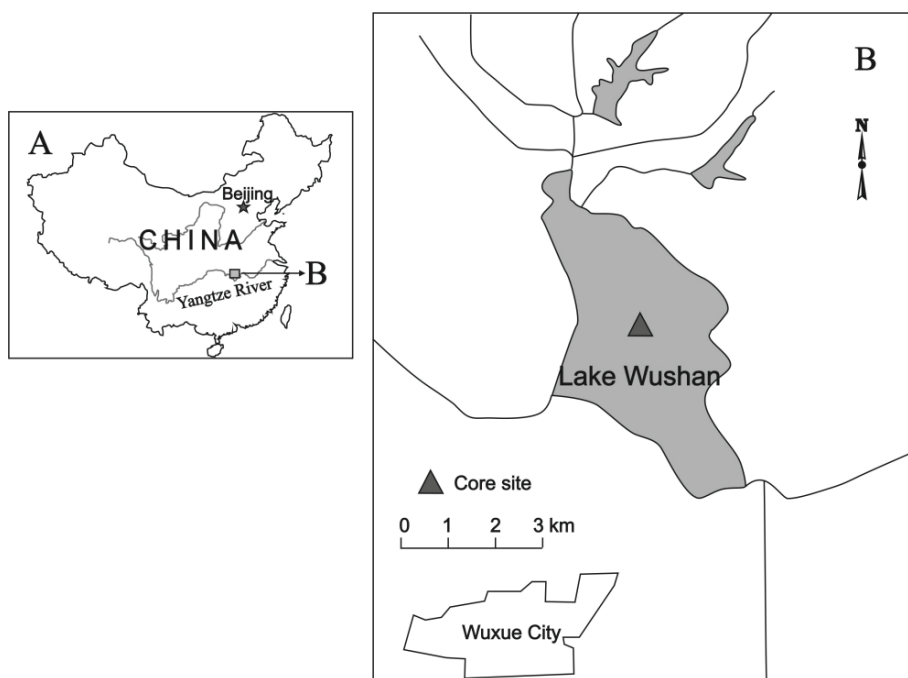 A
Beijing
CHINA
Yangtze River
B
B
N
Lake Wushan
Core site
0 1 2 3 km
Wuxue City